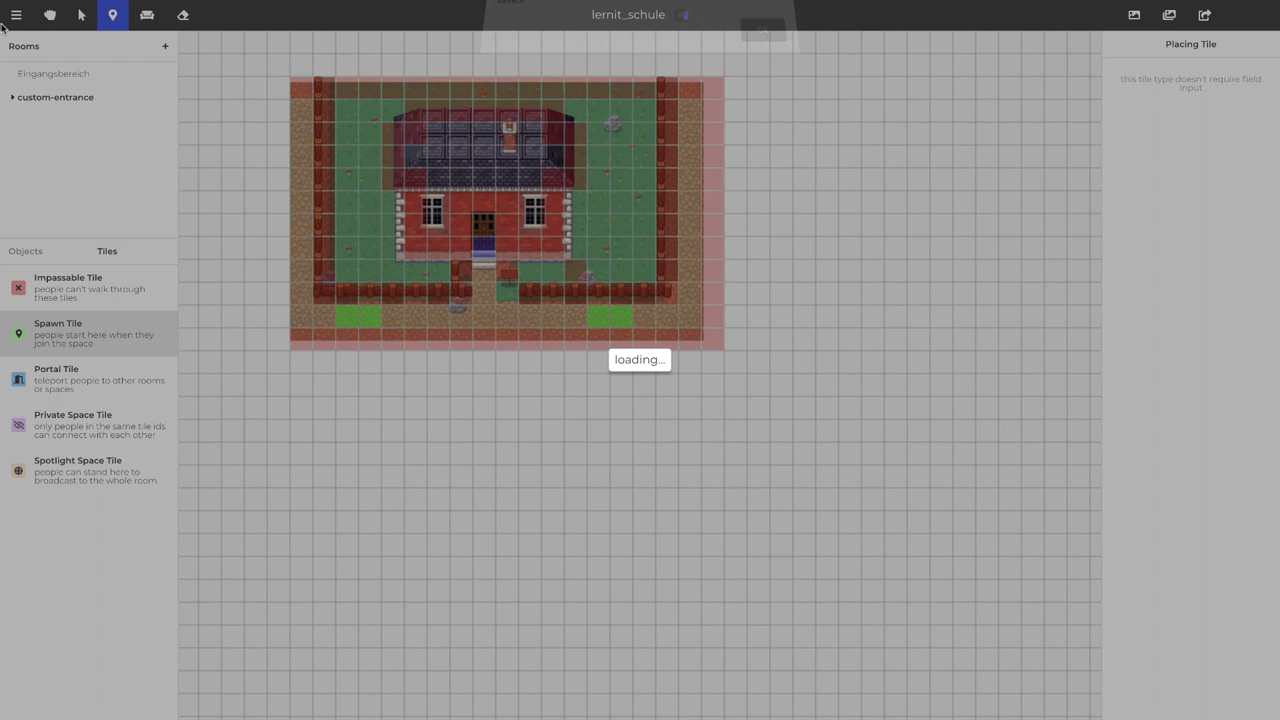 lernit_schule
Rooms
+
Placing Tile
Eingangsbereich
custom-entrance
this tile type doesn't require field
input
Objects
Tiles
Impassable Tile
people can't walk through
these tiles
Spawn Tile
people start here when they
join the space
Portal Tile
teleport people to other rooms
or spaces
Private Space Tile
only people in the same tile ids
can connect with each other
Spotlight Space Tile
people can stand here to
broadcast to the whole room
loading...